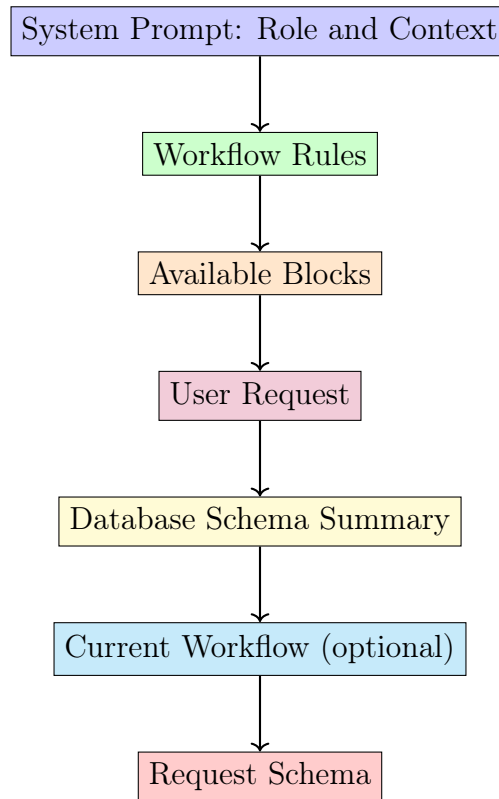 System Prompt: Role and Context
Workflow Rules
Available Blocks
User Request
Database Schema Summary
Current Workflow (optional)
Request Schema